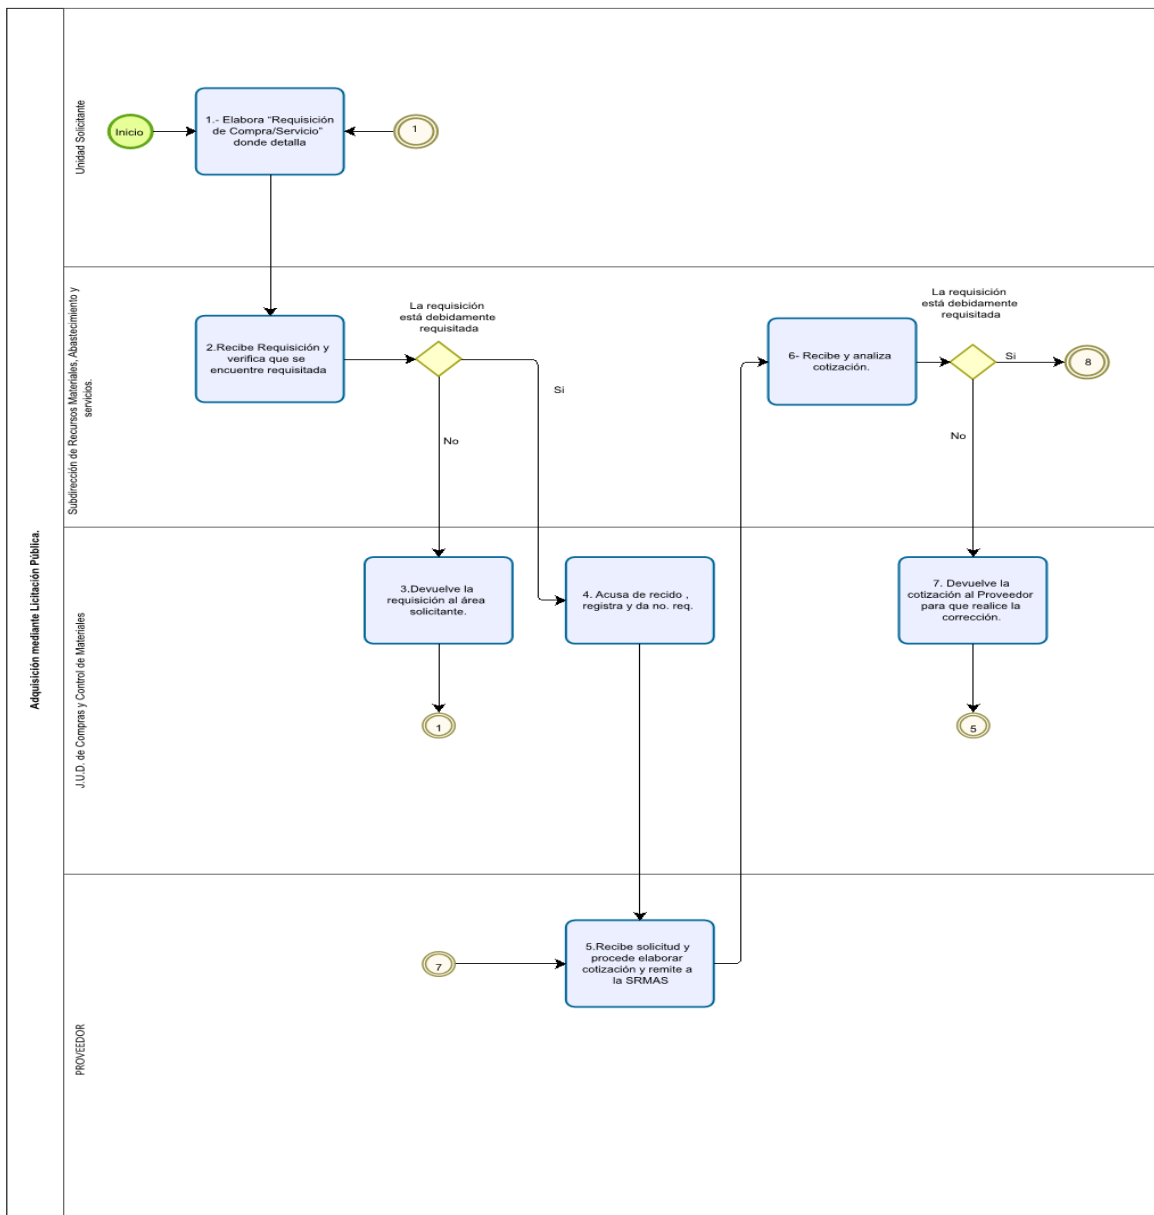 Adquisición mediante Licitación Pública.
Unidad Solicitante
Inicio
1.- Elabora “Requisición
de Compra/Servicio”
donde detalla
1
Subdirección de Recursos Materiales, Abastecimiento y
servicios.
2.Recibe Requisición y
verifica que se
encuentre requisitada
La requisición
está debidamente
requisitada
Si
No
6- Recibe y analiza
cotización.
La requisición
está debidamente
requisitada
Si
8
No
J.U.D. de Compras y Control de Materiales
3,Devuelve la
requisición al área
solicitante.
1
4. Acusa de recido ,
registra y da no. req.
7. Devuelve la
cotización al Proveedor
para que realice la
corrección.
5
PROVEEDOR
7
5.Recibe solicitud y
procede elaborar
cotización y remite a
la SRMAS